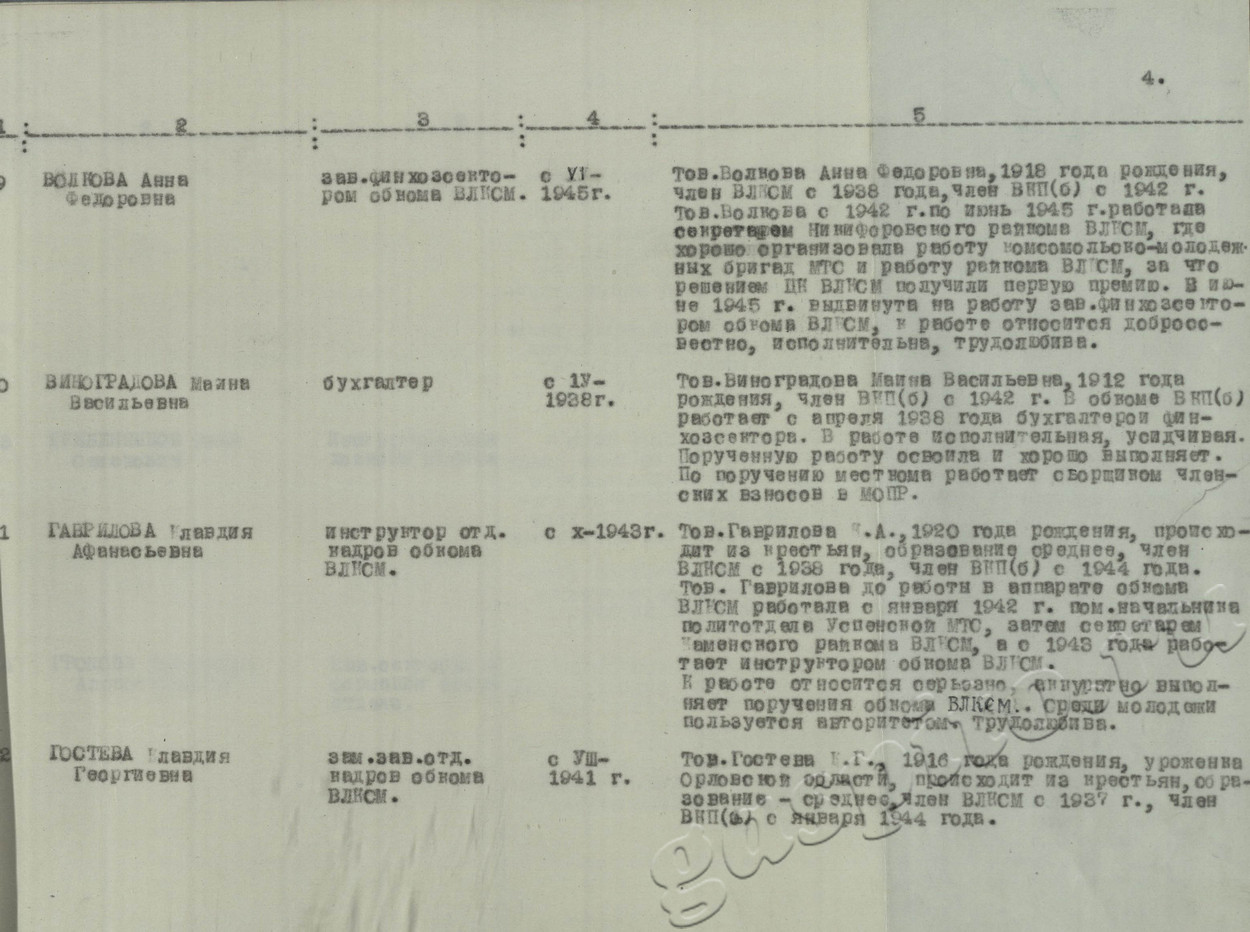 4.
1 : 2 : 3 : 4 : 5
9 ВОЛКОВА Анна Федоровна
зав.финхозсекто-
ром обкома ВЛКСМ.
с У1-
1945г.
Тов.Волкова Анна Федоровна,1918 года рождения,
член ВЛКСМ с 1938 года,член ВКП(б) с 1942 г.
Тов.Волкова с 1942 г.по июнь 1945 г.работала
секретарем Никифоровского райкома ВЛКСМ, где
хорошо организовала работу комсомольско-молодеж-
ных бригад МТС и работу райкома ВЛКСМ, за что
решением ЦК ВЛКСМ получили первую премию. В ию-
не 1945 г. выдвинута на работу зав.финхозсекто-
ром обкома ВЛКСМ, к работе относится добросо-
вестно, исполнительна, трудолюбива.
0 ВИНОГРАДОВА Маина
Васильевна
бухгалтер
с 1У-
1938г.
Тов.Виноградова Маина Васильевна,1912 года
рождения, член ВКП(б) с 1942 г. В обкоме ВКП(б)
работает с апреля 1938 года бухгалтерой фин-
хозсектора. В работе исполнительная, усидчивая.
Порученную работу освоила и хорошо выполняет.
По поручению месткома работает сборщиком член-
ских взносов в МОПР.
1 ГАВРИЛОВА Клавдия
Афанасьевна
инструктор отд.
кадров обкома
ВЛКСМ.
с х-1943г.
Тов.Гаврилова К.А.,1920 года рождения, происхо-
дит из крестьян, образование среднее, член
ВЛКСМ с 1938 года, член ВКП(б) с 1944 года.
Тов. Гаврилова до работы в аппарате обкома
ВЛКСМ работала с января 1942 г. пом.начальника
политотдела Успенской МТС, затем секретарем
Каменского райкома ВЛКСМ, а с 1943 года рабо-
тает инструктором обкома ВЛКСМ.
К работе относится серьезно, аккуратно выпол-
няет поручения обкома ВЛКСМ. Среди молодежи
пользуется авторитетом. Трудолюбива.
2 ГОСТЕВА Клавдия
Георгиевна
зам.зав.отд.
кадров обкома
ВЛКСМ.
с УШ-
1941 г.
Тов.Гостева К.Г., 1916 года рождения, уроженка
Орловской области, происходит из крестьян,обра-
зование - среднее,член ВЛКСМ с 1937 г., член
ВКП(б) с января 1944 года.